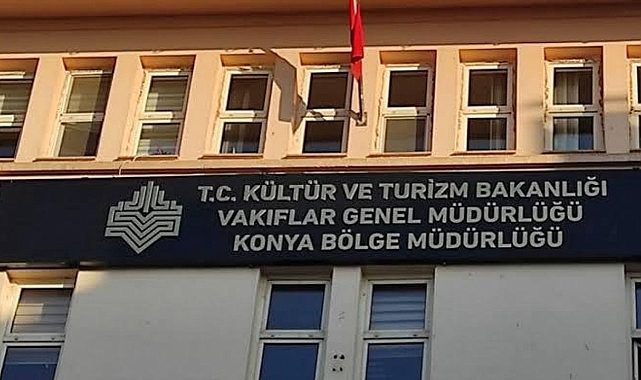 T.C. KÜLTÜR VE TURİZM BAKANLIĞI
VAKIFLAR GENEL MÜDÜRLÜĞÜ
KONYA BÖLGE MÜDÜRLÜĞÜ